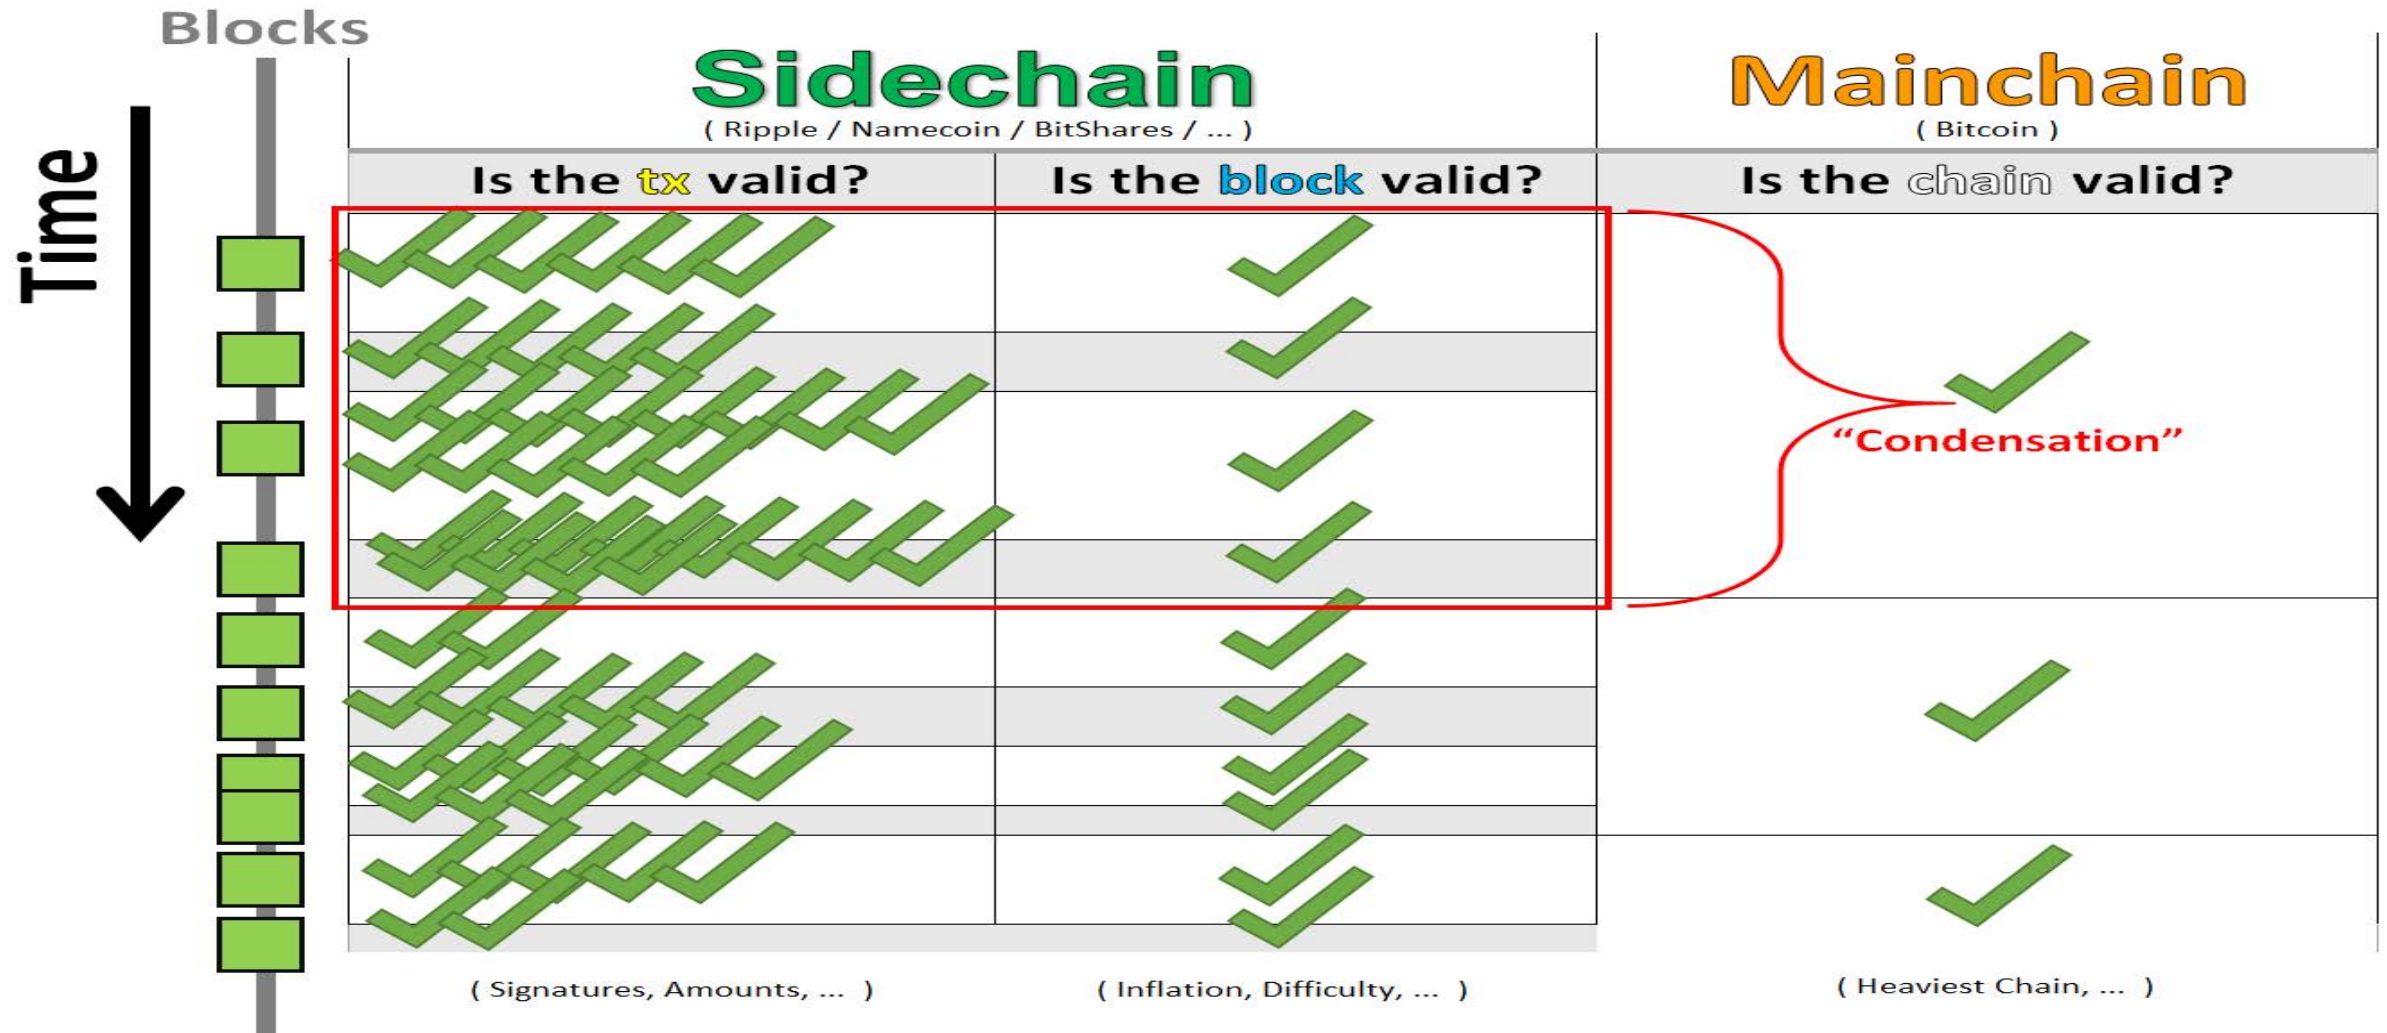 Blocks
Sidechain
Mainchain
( Ripple / Namecoin / BitShares / ... )
( Bitcoin )
Time
Is the tx valid?
Is the block valid?
Is the chain valid?
“Condensation”
( Signatures, Amounts, ... )
( Inflation, Difficulty, ... )
( Heaviest Chain, ... )